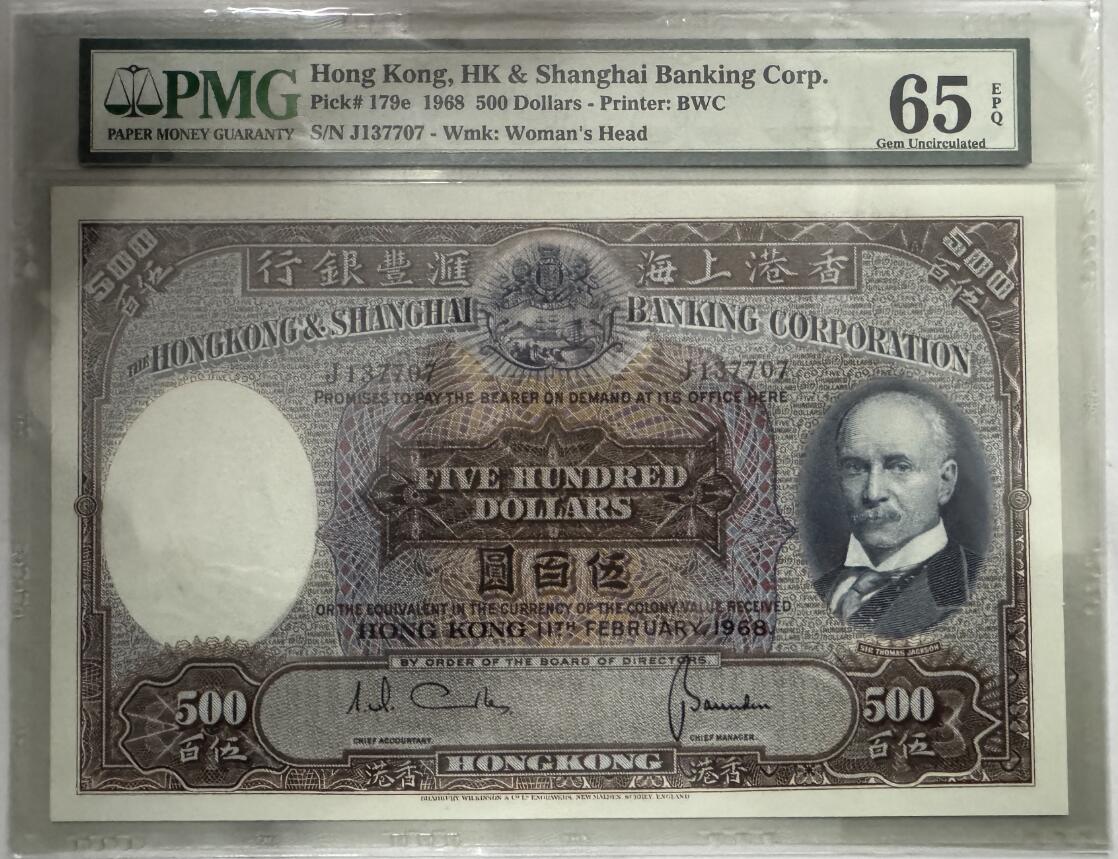 PMG
PAPER MONEY GUARANTY
Hong Kong, HK & Shanghai Banking Corp.
Pick# 179e 1968 500 Dollars - Printer: BWC
S/N J137707 - Wmk: Woman's Head
65
EPQ
Gem Uncirculated
500
伍百
500
伍百
香港上海滙豐銀行
THE HONGKONG & SHANGHAI BANKING CORPORATION
J137707 J137707
PROMISES TO PAY THE BEARER ON DEMAND AT ITS OFFICE HERE
FIVE HUNDRED
DOLLARS
伍百圓
OR THE EQUIVALENT IN THE CURRENCY OF THE COLONY VALUE RECEIVED
HONG KONG 11TH FEBRUARY, 1968.
SIR THOMAS JACKSON
BY ORDER OF THE BOARD OF DIRECTORS,
500 500
伍百 伍百
CHIEF ACCOUNTANT. CHIEF MANAGER.
香港 HONGKONG 香港
BRADBURY WILKINSON & Co Ld ENGRAVERS, NEW MALDEN, SURREY, ENGLAND